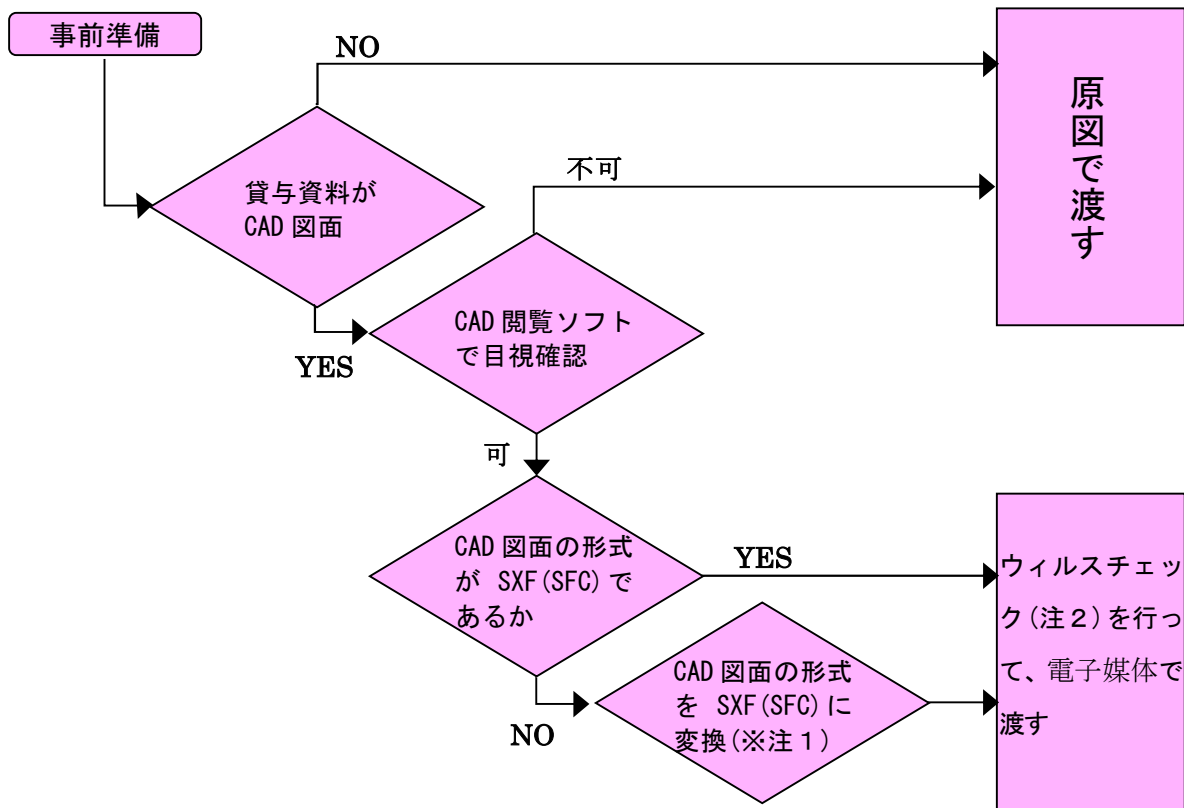 事前準備
NO
原図で渡す
貸与資料が
CAD 図面
不可
CAD 閲覧ソフト
で目視確認
YES
可
CAD 図面の形式
が SXF(SFC)で
あるか
YES
ウィルスチェッ
ク(注2)を行っ
て、電子媒体で
渡す
CAD 図面の形式
を SXF(SFC)に
変換(※注1)
NO